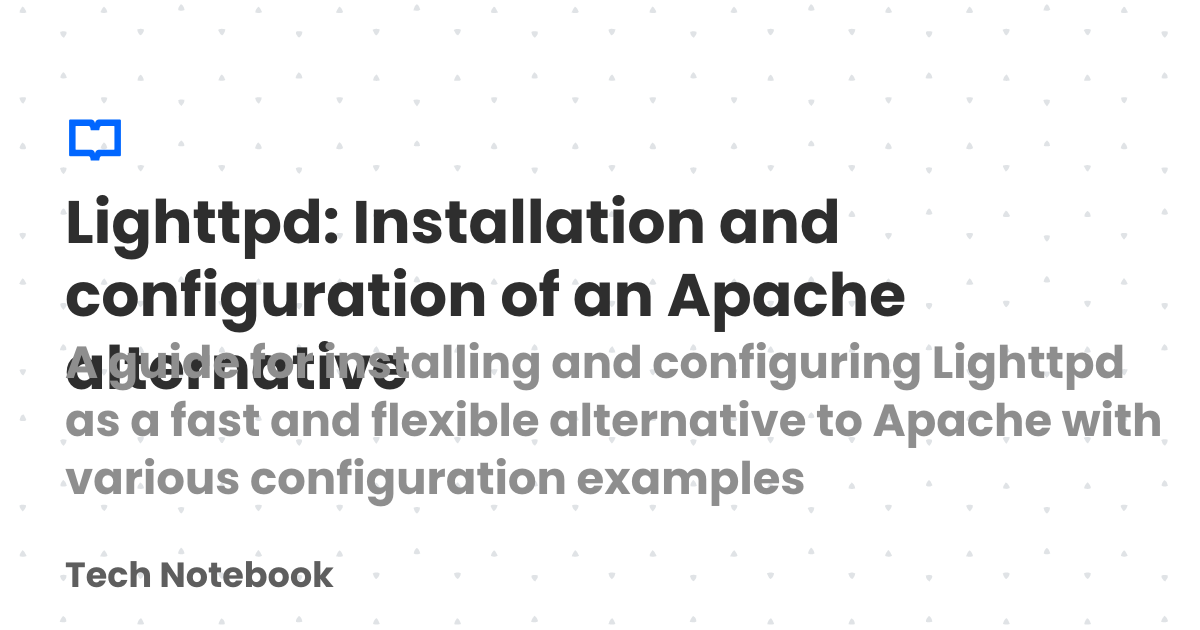 Lighttpd: Installation and
configuration of an Apache
alternative
A guide for installing and configuring Lighttpd
as a fast and flexible alternative to Apache with
various configuration examples
Tech Notebook